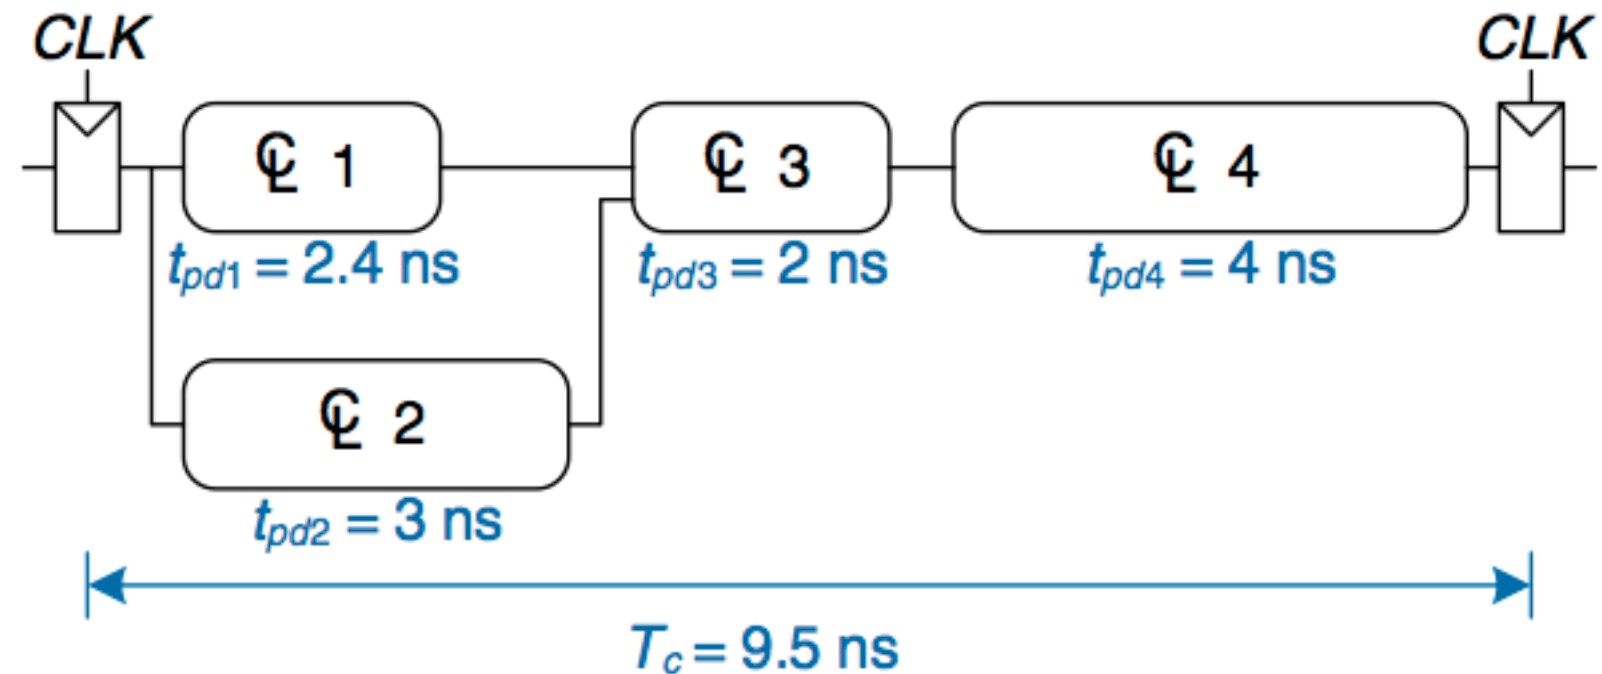 CLK
CLK
CL 1
CL 3
CL 4
tpd1 = 2.4 ns
tpd3 = 2 ns
tpd4 = 4 ns
CL 2
tpd2 = 3 ns
Tc = 9.5 ns